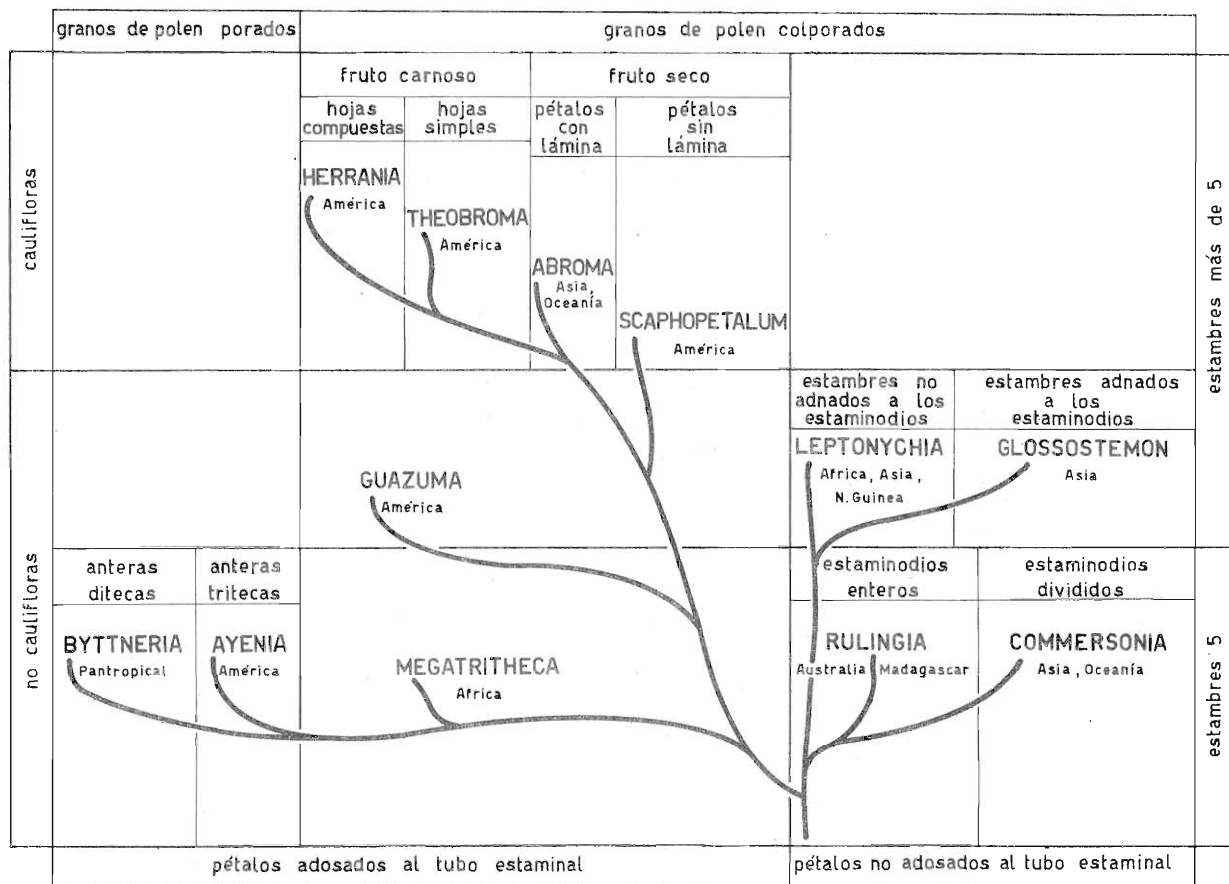 granos de polen porados
granos de polen colporados
fruto carnoso
fruto seco
hojas
compuestas
hojas
simples
pétalos
con
lámina
pétalos
sin
lámina
HERRANIA
América
THEOBROMA
América
ABROMA
Asia,
Oceanía
SCAPHOPETALUM
América
caulifloras
estambres más de 5
estambres no
adnados a los
estaminodios
estambres adnados
a los
estaminodios
LEPTONYCHIA
Africa, Asia,
N. Guinea
GLOSSOSTEMON
Asia
GUAZUMA
América
no caulifloras
anteras
ditecas
anteras
tritecas
estaminodios
enteros
estaminodios
divididos
BYTTNERIA
Pantropical
AYENIA
América
MEGATRITHECA
Africa
RULINGIA
Australia Madagascar
COMMERSONIA
Asia, Oceanía
estambres 5
pétalos adosados al tubo estaminal
pétalos no adosados al tubo estaminal